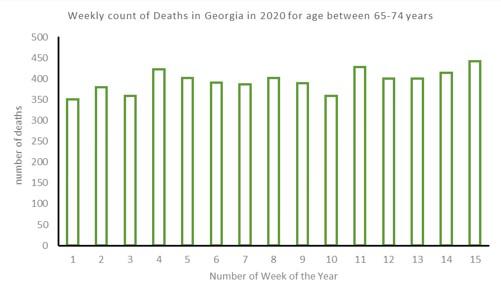 Weekly count of Deaths in Georgia in 2020 for age between 65-74 years
number of deaths
500
450
400
350
300
250
200
150
100
50
0
1 2 3 4 5 6 7 8 9 10 11 12 13 14 15
Number of Week of the Year